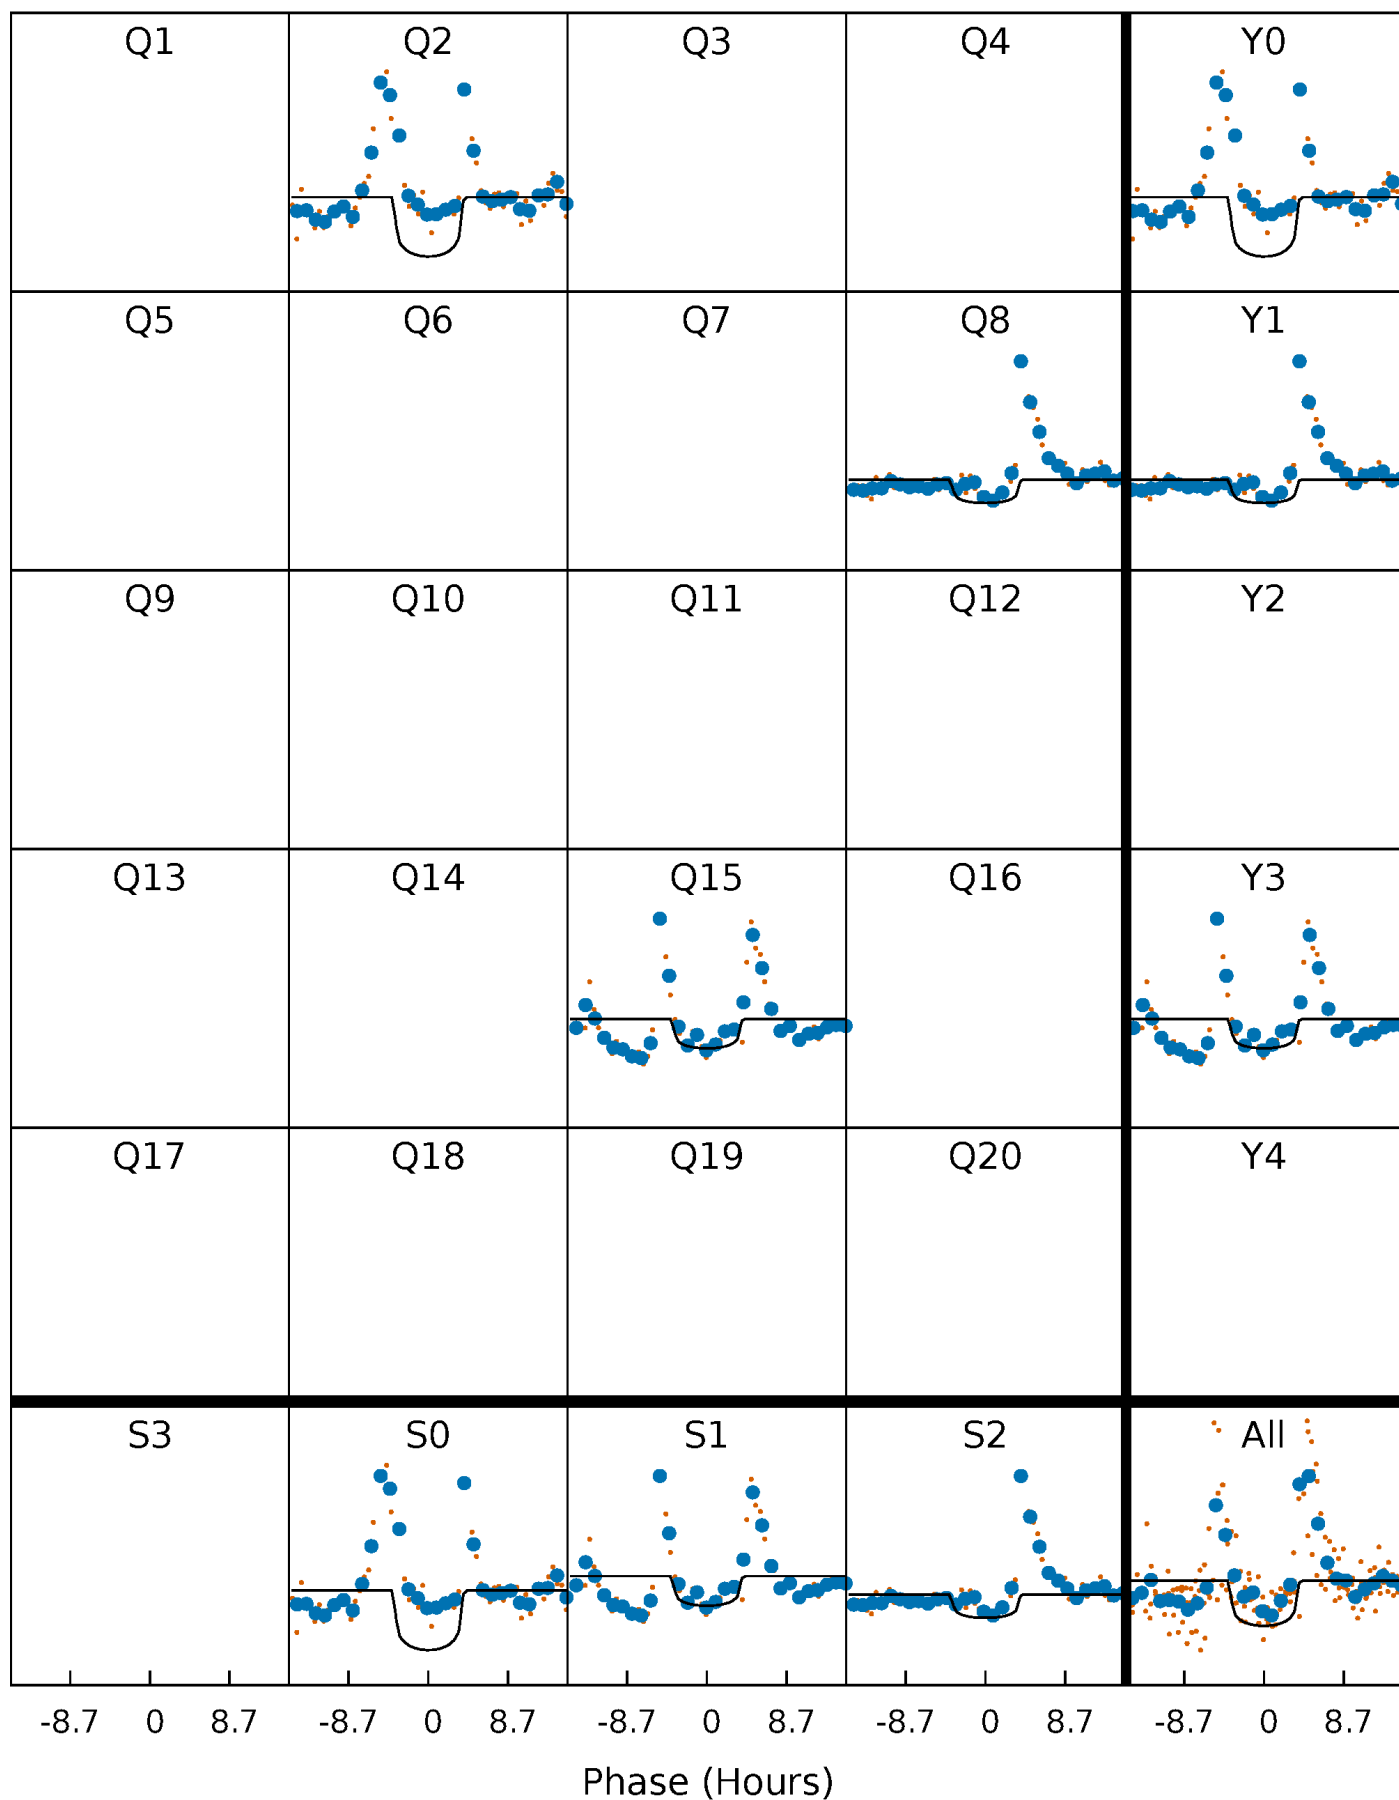 Q1 Q2 Q3 Q4 Y0
Q5 Q6 Q7 Q8 Y1
Q9 Q10 Q11 Q12 Y2
Q13 Q14 Q15 Q16 Y3
Q17 Q18 Q19 Q20 Y4
S3 S0 S1 S2 All
-8.7 0 8.7 -8.7 0 8.7 -8.7 0 8.7 -8.7 0 8.7 -8.7 0 8.7
Phase (Hours)